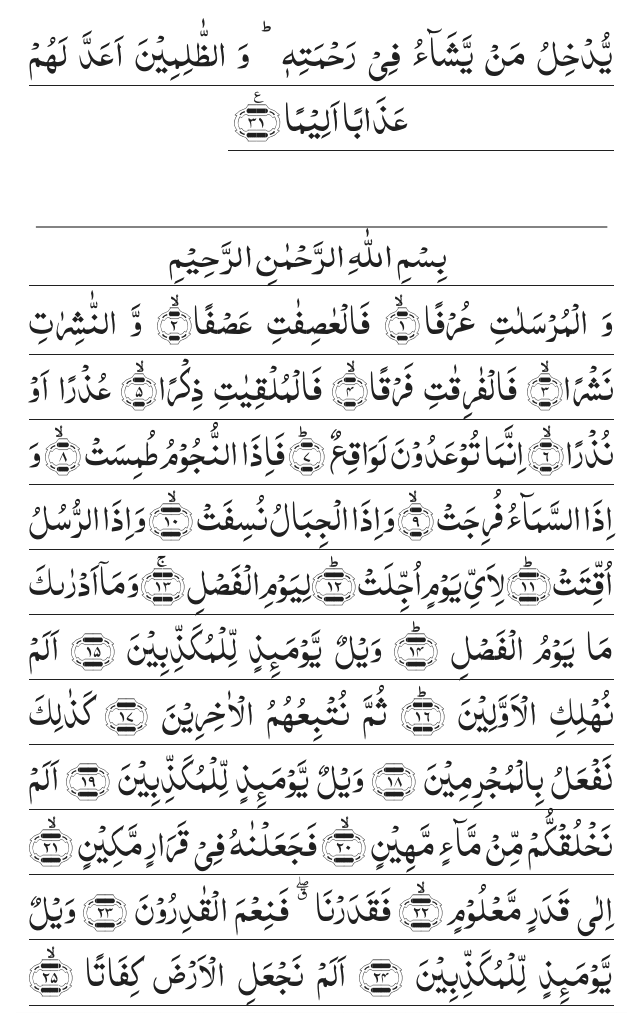 يُّدۡخِلُ مَنۡ يَّشَآءُ فِىۡ رَحۡمَتِهٖ‌ ؕ وَ الظّٰلِمِيۡنَ اَعَدَّ لَهُمۡ
عَذَابًا اَلِيۡمًا ﴿۳۱﴾ ع
بِسۡمِ اللّٰهِ الرَّحۡمٰنِ الرَّحِيۡمِ
وَ الۡمُرۡسَلٰتِ عُرۡفًا ۙ‏﴿۱﴾ فَالۡعٰصِفٰتِ عَصۡفًا ۙ‏﴿۲﴾ وَّ النّٰشِرٰتِ
نَشۡرًا ۙ‏﴿۳﴾ فَالۡفٰرِقٰتِ فَرۡقًا ۙ‏﴿۴﴾ فَالۡمُلۡقِيٰتِ ذِكۡرًا ۙ‏﴿۵﴾ عُذۡرًا اَوۡ
نُذۡرًا ۙ‏﴿۶﴾ اِنَّمَا تُوۡعَدُوۡنَ لَوَاقِعٌ ؕ‏﴿۷﴾ فَاِذَا النُّجُوۡمُ طُمِسَتۡ ۙ‏﴿۸﴾ وَ
اِذَا السَّمَآءُ فُرِجَتۡ ۙ‏﴿۹﴾ وَ اِذَا الۡجِبَالُ نُسِفَتۡ ۙ‏﴿۱۰﴾ وَ اِذَا الرُّسُلُ
اُقِّتَتۡ ؕ‏﴿۱۱﴾ لِاَىِّ يَوۡمٍ اُجِّلَتۡ ؕ‏﴿۱۲﴾ لِيَوۡمِ الۡفَصۡلِ‌ ۚ‏﴿۱۳﴾ وَ مَاۤ اَدۡرٰٮكَ
مَا يَوۡمُ الۡفَصۡلِ ؕ‏﴿۱۴﴾ وَيۡلٌ يَّوۡمَٮِٕذٍ لِّلۡمُكَذِّبِيۡنَ ﴿۱۵﴾ اَلَمۡ
نُهۡلِكِ الۡاَوَّلِيۡنَ ؕ‏﴿۱۶﴾ ثُمَّ نُتۡبِعُهُمُ الۡاٰخِرِيۡنَ ﴿۱۷﴾ كَذٰلِكَ
نَفۡعَلُ بِالۡمُجۡرِمِيۡنَ ﴿۱۸﴾ وَيۡلٌ يَّوۡمَٮِٕذٍ لِّلۡمُكَذِّبِيۡنَ ﴿۱۹﴾ اَلَمۡ
نَخۡلُقۡكُّمۡ مِّنۡ مَّآءٍ مَّهِيۡنٍ ۙ‏﴿۲۰﴾ فَجَعَلۡنٰهُ فِىۡ قَرَارٍ مَّكِيۡنٍ ۙ‏﴿۲۱﴾
اِلٰى قَدَرٍ مَّعۡلُوۡمٍ ۙ‏﴿۲۲﴾ فَقَدَرۡنَا ۖ ۗ فَنِعۡمَ الۡقٰدِرُوۡنَ ﴿۲۳﴾ وَيۡلٌ
يَّوۡمَٮِٕذٍ لِّلۡمُكَذِّبِيۡنَ ﴿۲۴﴾ اَلَمۡ نَجۡعَلِ الۡاَرۡضَ كِفَاتًا ۙ‏﴿۲۵﴾